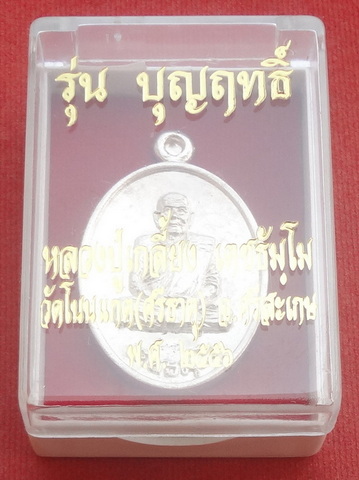 รุ่น บุญฤทธิ์
หลวงปู่เกลี้ยง เตชธัมโม
วัดโนนแกด(ศรีธาตุ) จ.ศรีสะเกษ
พ.ศ. ๒๕๕๖